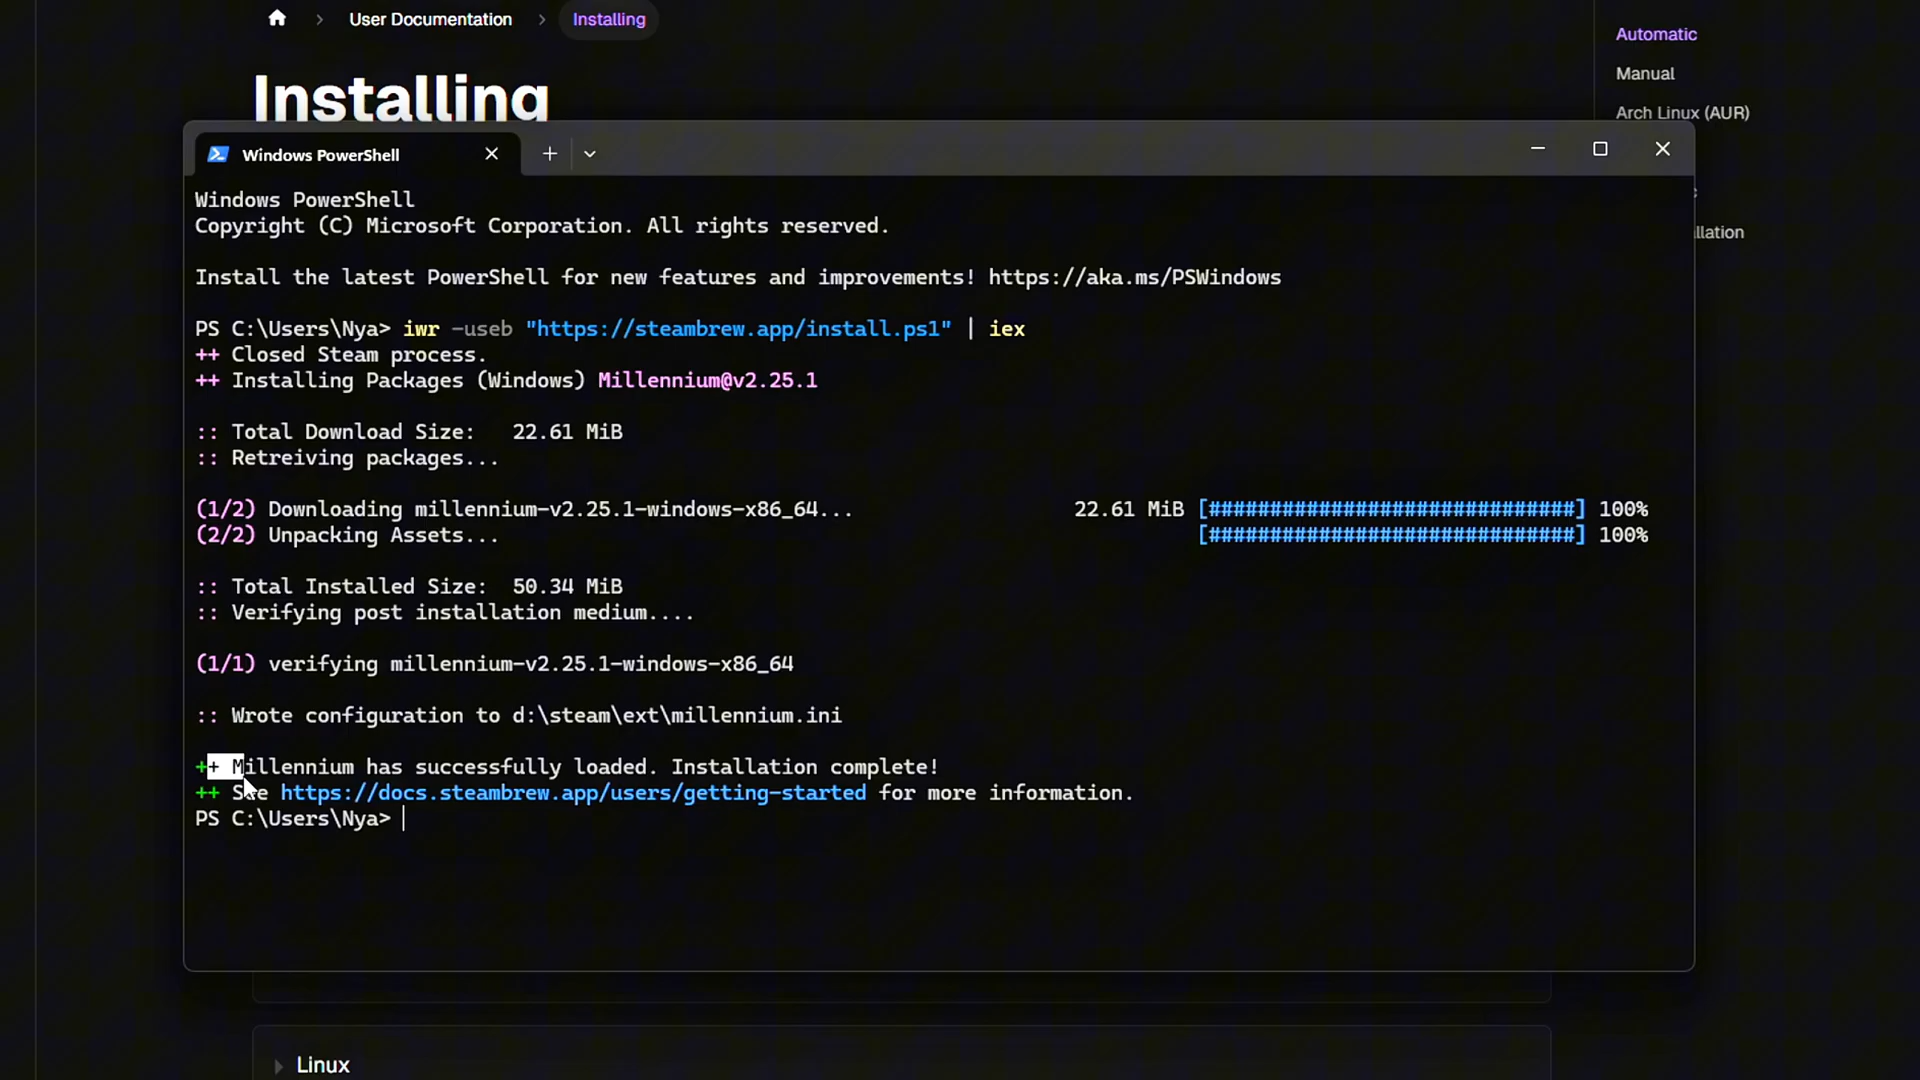 User Documentation
Installing
Automatic
Manual
Arch Linux (AUR)
llation
Installing
Windows PowerShell
Windows PowerShell
Copyright (C) Microsoft Corporation. All rights reserved.
Install the latest PowerShell for new features and improvements! https://aka.ms/PSWindows
PS C:\Users\Nya> iwr -useb "https://steambrew.app/install.ps1" | iex
++ Closed Steam process.
++ Installing Packages (Windows) Millennium@v2.25.1
:: Total Download Size:   22.61 MiB
:: Retreiving packages...
(1/2) Downloading millennium-v2.25.1-windows-x86_64... 22.61 MiB [##############################] 100%
(2/2) Unpacking Assets... [##############################] 100%
:: Total Installed Size:  50.34 MiB
:: Verifying post installation medium....
(1/1) verifying millennium-v2.25.1-windows-x86_64
:: Wrote configuration to d:\steam\ext\millennium.ini
++ Millennium has successfully loaded. Installation complete!
++ See https://docs.steambrew.app/users/getting-started for more information.
PS C:\Users\Nya>
Linux